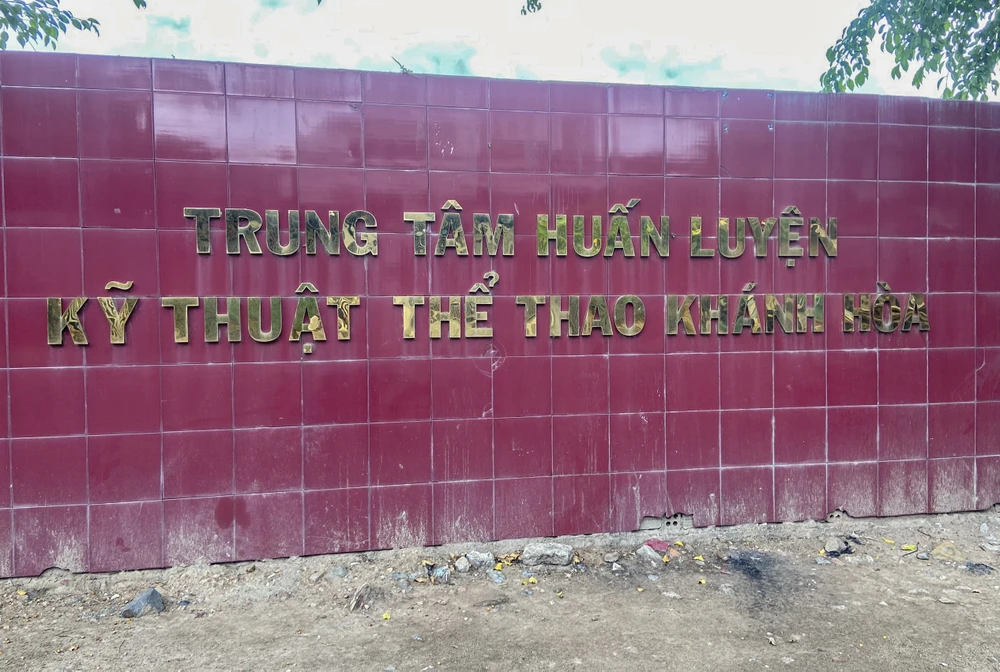 TRUNG TÂM HUẤN LUYỆN
KỸ THUẬT THỂ THAO KHÁNH HÒA